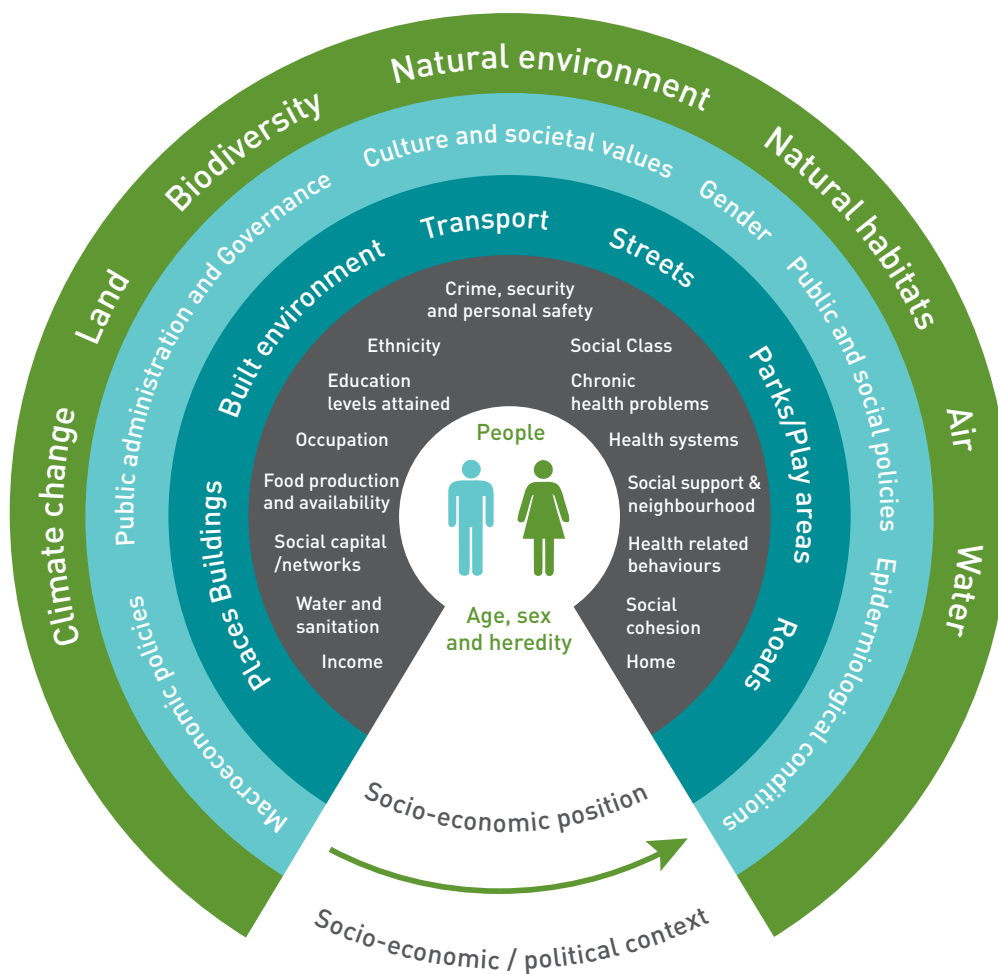 Climate change
Land
Biodiversity
Natural environment
Natural habitats
Air
Water
Macroeconomic policies
Public administration and Governance
Culture and societal values
Gender
Public and social policies
Epidermiological conditions
Places Buildings
Built environment
Transport
Streets
Parks/Play areas
Roads
Crime, security
and personal safety
Ethnicity
Education
levels attained
Occupation
Food production
and availability
Social capital
/networks
Water and
sanitation
Income
Social Class
Chronic
health problems
Health systems
Social support &
neighbourhood
Health related
behaviours
Social
cohesion
Home
People
Age, sex
and heredity
Socio-economic position
Socio-economic / political context